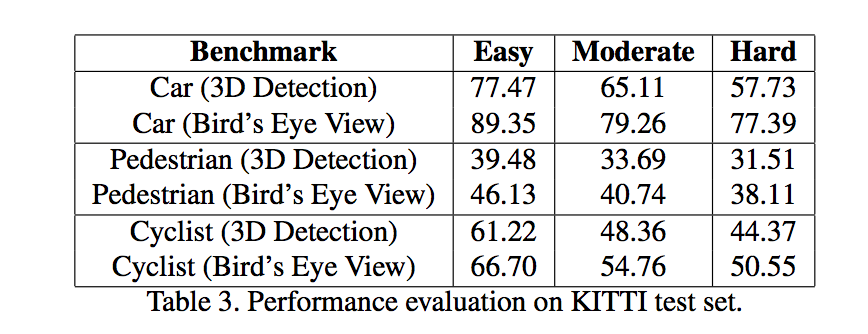 Benchmark Easy Moderate Hard
Car (3D Detection) 77.47 65.11 57.73
Car (Bird's Eye View) 89.35 79.26 77.39
Pedestrian (3D Detection) 39.48 33.69 31.51
Pedestrian (Bird's Eye View) 46.13 40.74 38.11
Cyclist (3D Detection) 61.22 48.36 44.37
Cyclist (Bird's Eye View) 66.70 54.76 50.55
Table 3. Performance evaluation on KITTI test set.